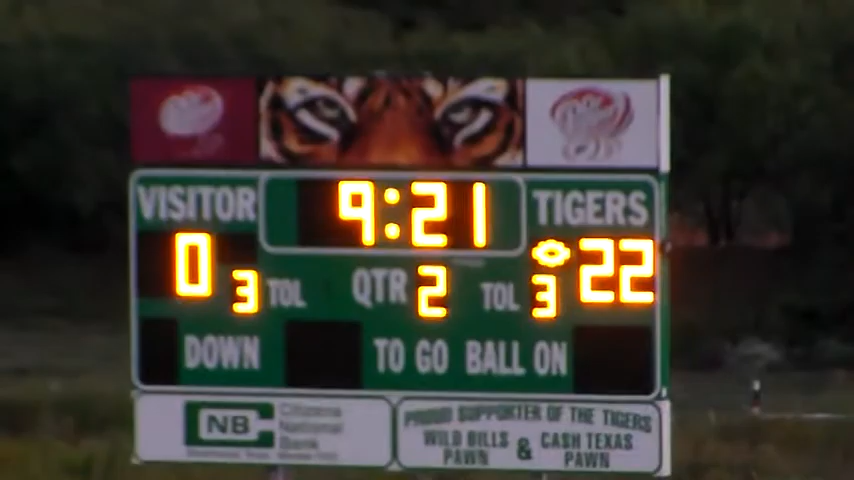 9:21
VISITOR TIGERS
0 22
3 TOL QTR 2 TOL 3
DOWN TO GO BALL ON
CNB Citizens
National
Bank
PROUD SUPPORTER OF THE TIGERS
WILD BILLS & CASH TEXAS
PAWN PAWN